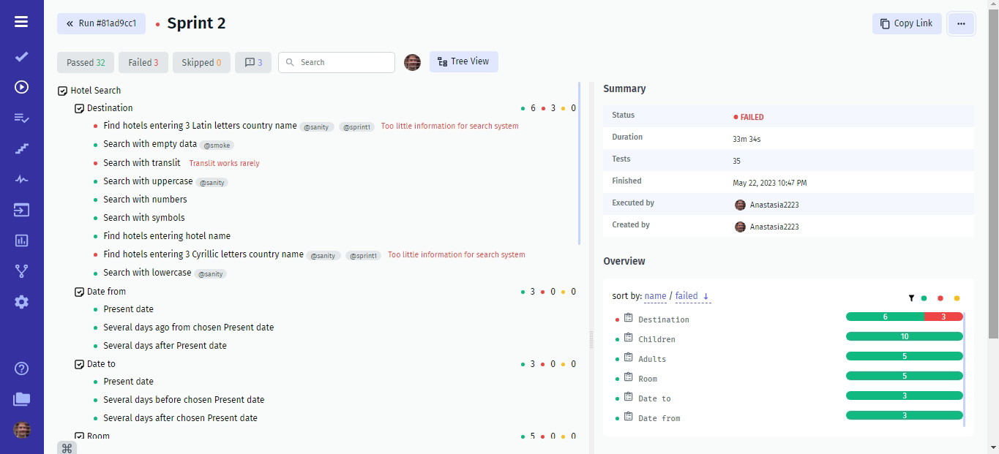 Run #81ad9cc1
Sprint 2
Copy Link
Passed 32
Failed 3
Skipped 0
3
Search
Tree View
Hotel Search
Destination 6 3 0
Find hotels entering 3 Latin letters country name @sanity @sprint1 Too little information for search system
Search with empty data @smoke
Search with translit Translit works rarely
Search with uppercase @sanity
Search with numbers
Search with symbols
Find hotels entering hotel name
Find hotels entering 3 Cyrillic letters country name @sanity @sprint1 Too little information for search system
Search with lowercase @sanity
Date from 3 0 0
Present date
Several days ago from chosen Present date
Several days after Present date
Date to 3 0 0
Present date
Several days before chosen Present date
Several days after chosen Present date
Room 5 0 0
Summary
Status FAILED
Duration 33m 34s
Tests 35
Finished May 22, 2023 10:47 PM
Executed by Anastasia2223
Created by Anastasia2223
Overview
sort by: name / failed ↓
Destination 6 3
Children 10
Adults 5
Room 5
Date to 3
Date from 3